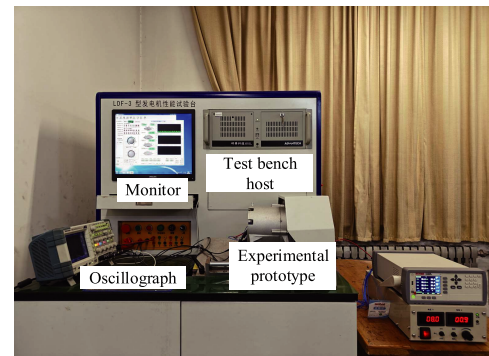 LDF-3 型发电机性能试验台
Test bench
host
Monitor
Experimental
prototype
Oscillograph